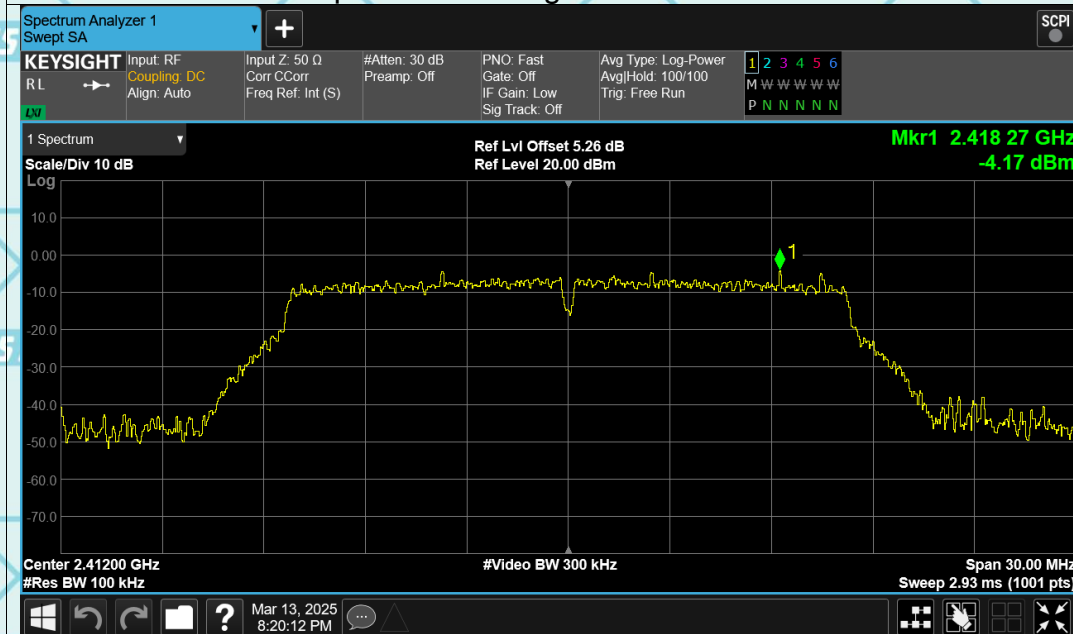 Spectrum Analyzer 1
Swept SA
+
SCPI
KEYSIGHT
R L
LXI
Input: RF
Coupling: DC
Align: Auto
Input Z: 50 Ω
Corr CCorr
Freq Ref: Int (S)
#Atten: 30 dB
Preamp: Off
PNO: Fast
Gate: Off
IF Gain: Low
Sig Track: Off
Avg Type: Log-Power
Avg|Hold: 100/100
Trig: Free Run
1 2 3 4 5 6
M W W W W W
P N N N N N
1 Spectrum
Scale/Div 10 dB
Log
Ref Lvl Offset 5.26 dB
Ref Level 20.00 dBm
Mkr1 2.418 27 GHz
-4.17 dBm
10.0
0.00
-10.0
-20.0
-30.0
-40.0
-50.0
-60.0
-70.0
1
Center 2.41200 GHz
#Res BW 100 kHz
#Video BW 300 kHz
Span 30.00 MHz
Sweep 2.93 ms (1001 pts)
?
Mar 13, 2025
8:20:12 PM